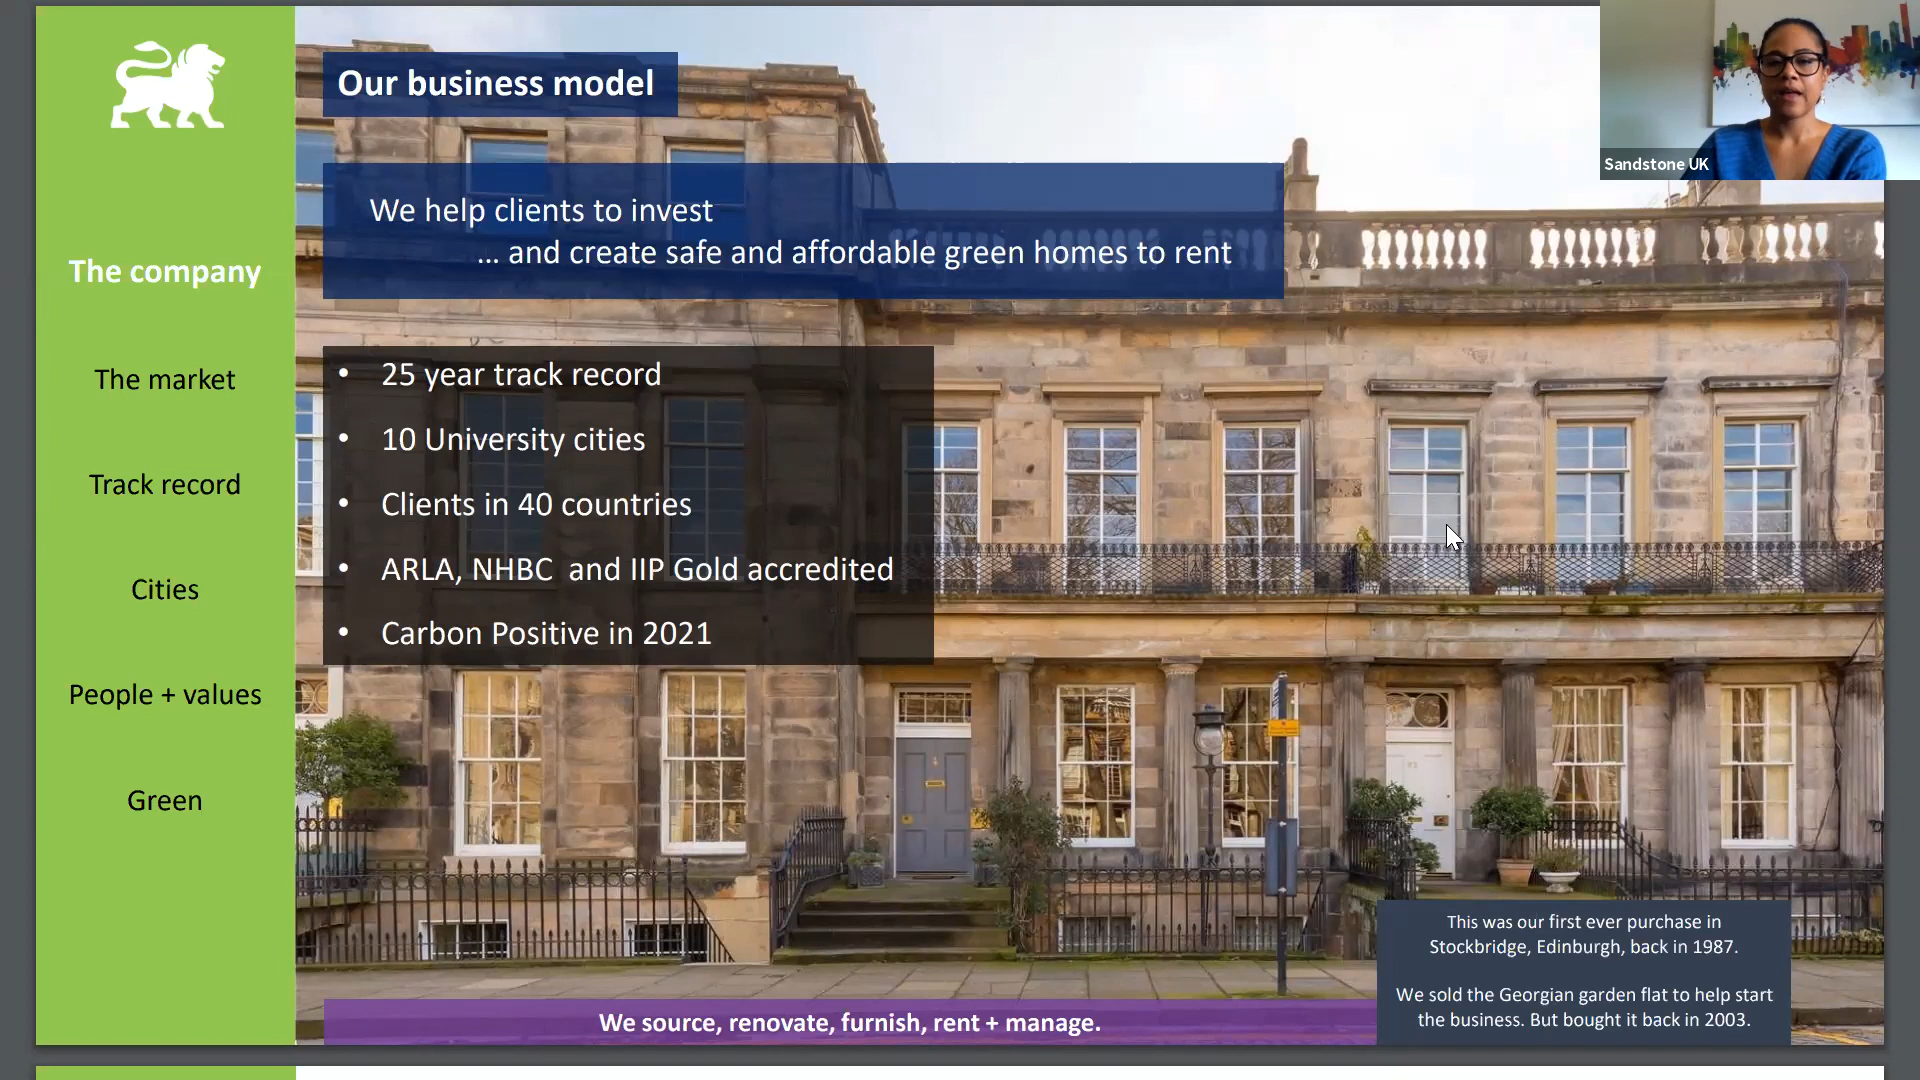 Our business model
Sandstone UK
We help clients to invest
... and create safe and affordable green homes to rent
The company
The market
Track record
Cities
People + values
Green
• 25 year track record
• 10 University cities
• Clients in 40 countries
• ARLA, NHBC and IIP Gold accredited
• Carbon Positive in 2021
This was our first ever purchase in
Stockbridge, Edinburgh, back in 1987.
We sold the Georgian garden flat to help start
the business. But bought it back in 2003.
We source, renovate, furnish, rent + manage.